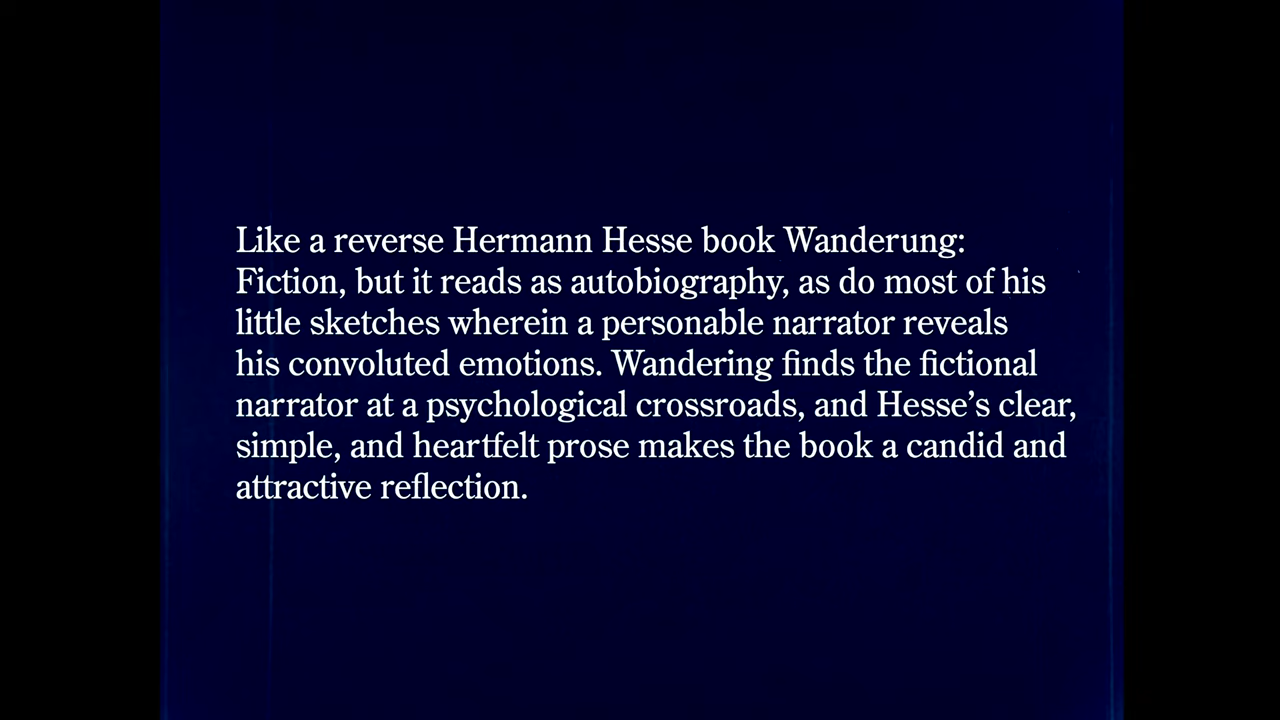 Like a reverse Hermann Hesse book Wanderung:
Fiction, but it reads as autobiography, as do most of his
little sketches wherein a personable narrator reveals
his convoluted emotions. Wandering finds the fictional
narrator at a psychological crossroads, and Hesse’s clear,
simple, and heartfelt prose makes the book a candid and
attractive reflection.